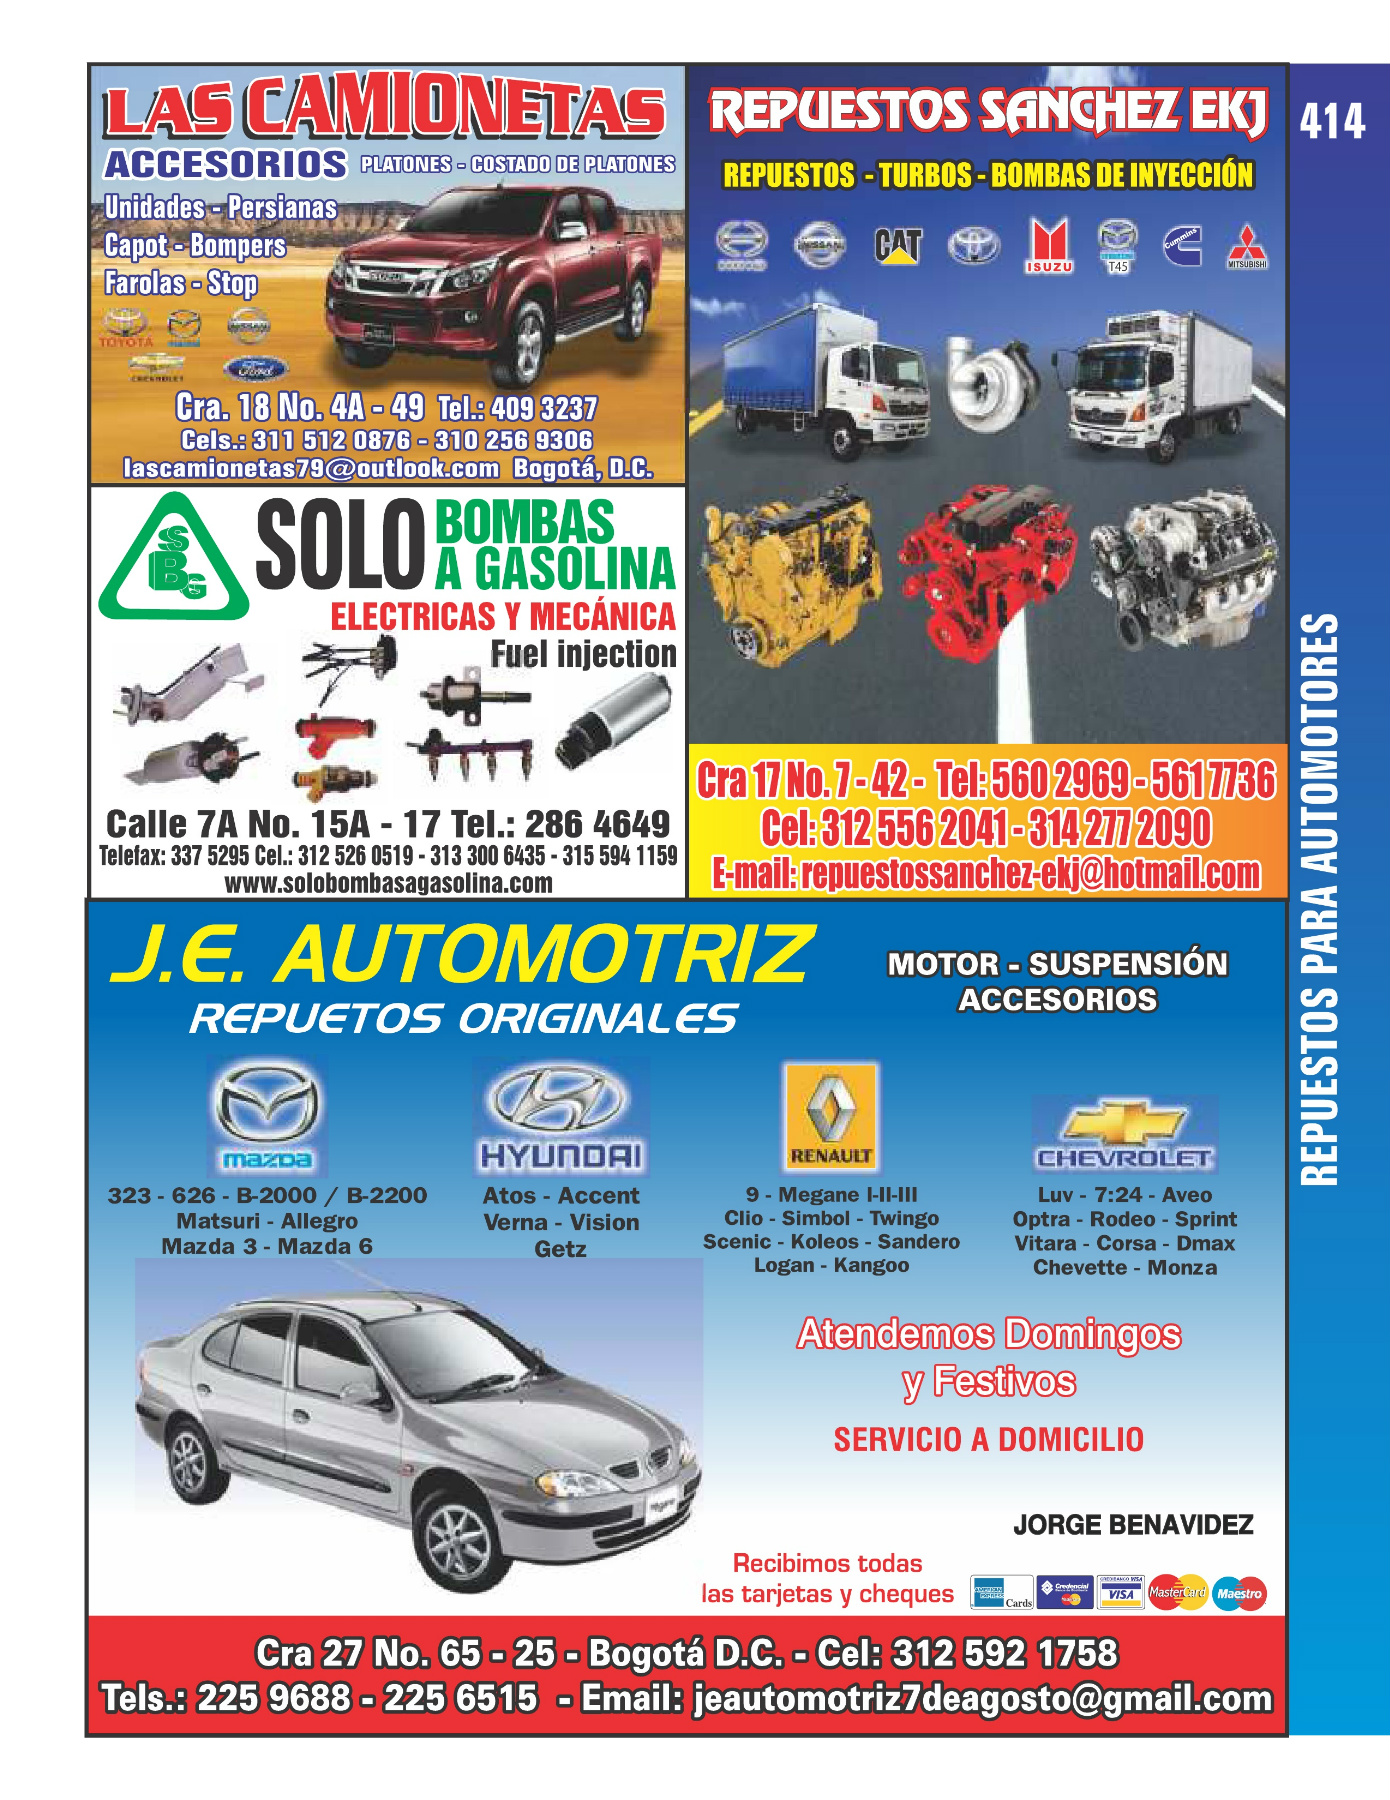 LAS CAMIONETAS
ACCESORIOS PLATONES - COSTADO DE PLATONES
Unidades - Persianas
Capot - Bompers
Farolas - Stop
ISUZU
TOYOTA NISSAN
CHEVROLET Ford
Cra. 18 No. 4A - 49 Tel.: 409 3237
Cels.: 311 512 0876 - 310 256 9306
lascamionetas79@outlook.com Bogotá, D.C.
REPUESTOS SANCHEZ EKJ
REPUESTOS - TURBOS - BOMBAS DE INYECCIÓN
NISSAN CAT ISUZU T45 Cummins MITSUBISHI
Cra 17 No. 7 - 42 - Tel: 560 2969 - 561 7736
Cel: 312 556 2041 - 314 277 2090
E-mail: repuestossanchez-ekj@hotmail.com
414
REPUESTOS PARA AUTOMOTORES
SBG
SOLO BOMBAS
A GASOLINA
ELECTRICAS Y MECÁNICA
Fuel injection
Calle 7A No. 15A - 17 Tel.: 286 4649
Telefax: 337 5295 Cel.: 312 526 0519 - 313 300 6435 - 315 594 1159
www.solobombasagasolina.com
J.E. AUTOMOTRIZ
REPUETOS ORIGINALES
MOTOR - SUSPENSIÓN
ACCESORIOS
mazda
323 - 626 - B-2000 / B-2200
Matsuri - Allegro
Mazda 3 - Mazda 6
HYUNDAI
Atos - Accent
Verna - Vision
Getz
RENAULT
9 - Megane I-II-III
Clio - Simbol - Twingo
Scenic - Koleos - Sandero
Logan - Kangoo
CHEVROLET
Luv - 7:24 - Aveo
Optra - Rodeo - Sprint
Vitara - Corsa - Dmax
Chevette - Monza
Atendemos Domingos
y Festivos
SERVICIO A DOMICILIO
JORGE BENAVIDEZ
Recibimos todas
las tarjetas y cheques
Cards Credencial VISA MasterCard Maestro
Cra 27 No. 65 - 25 - Bogotá D.C. - Cel: 312 592 1758
Tels.: 225 9688 - 225 6515 - Email: jeautomotriz7deagosto@gmail.com